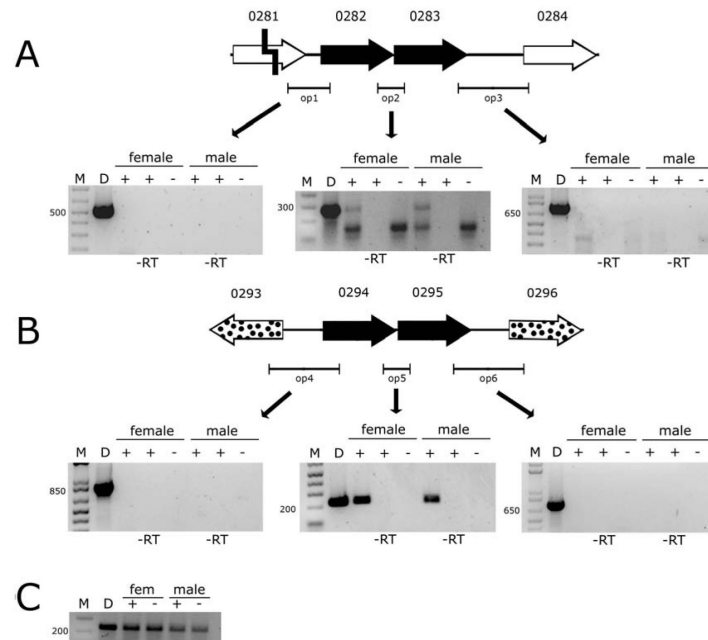 A
0281 0282 0283 0284
op1 op2 op3
female male
M D + + - + + -
500
-RT -RT
female male
M D + + - + + -
300
-RT -RT
female male
M D + + - + + -
650
-RT -RT
B
0293 0294 0295 0296
op4 op5 op6
female male
M D + + - + + -
850
-RT -RT
female male
M D + + - + + -
200
-RT -RT
female male
M D + + - + + -
650
-RT -RT
C
fem male
M D + - + -
200